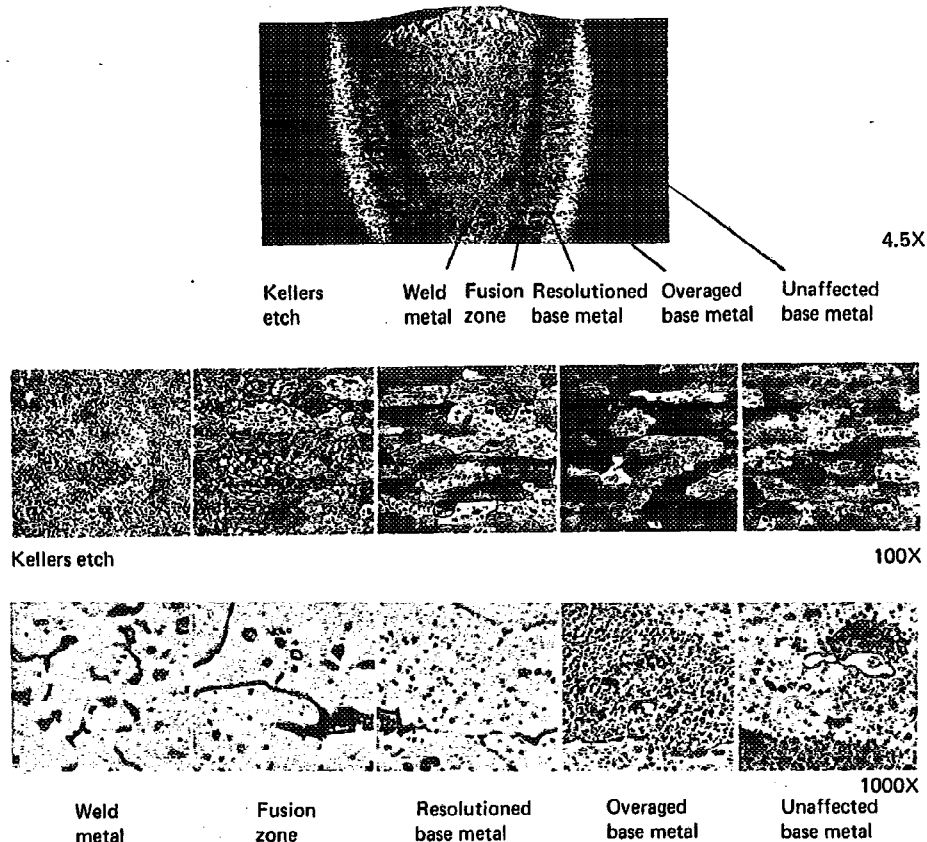 4.5X
Kellers etch
Weld metal
Fusion zone
Resolutioned base metal
Overaged base metal
Unaffected base metal
Kellers etch
100X
1000X
Weld metal
Fusion zone
Resolutioned base metal
Overaged base metal
Unaffected base metal